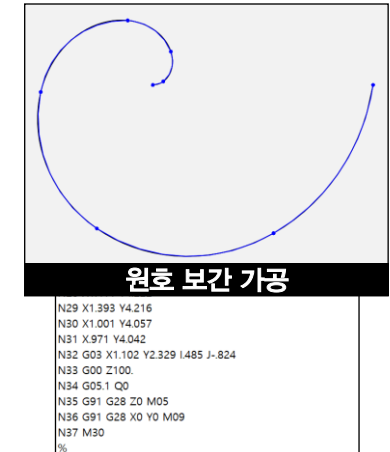 원호 보간 가공
N29 X1.393 Y4.216
N30 X1.001 Y4.057
N31 X.971 Y4.042
N32 G03 X1.102 Y2.329 I.485 J-.824
N33 G00 Z100.
N34 G05.1 Q0
N35 G91 G28 Z0 M05
N36 G91 G28 X0 Y0 M09
N37 M30
%